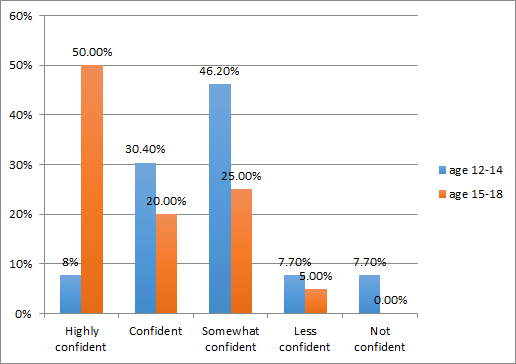 60%
50%
40%
30%
20%
10%
0%
50.00%
46.20%
30.40%
25.00%
20.00%
8%
7.70%
7.70%
5.00%
0.00%
Highly
confident
Confident
Somewhat
confident
Less
confident
Not
confident
age 12-14
age 15-18